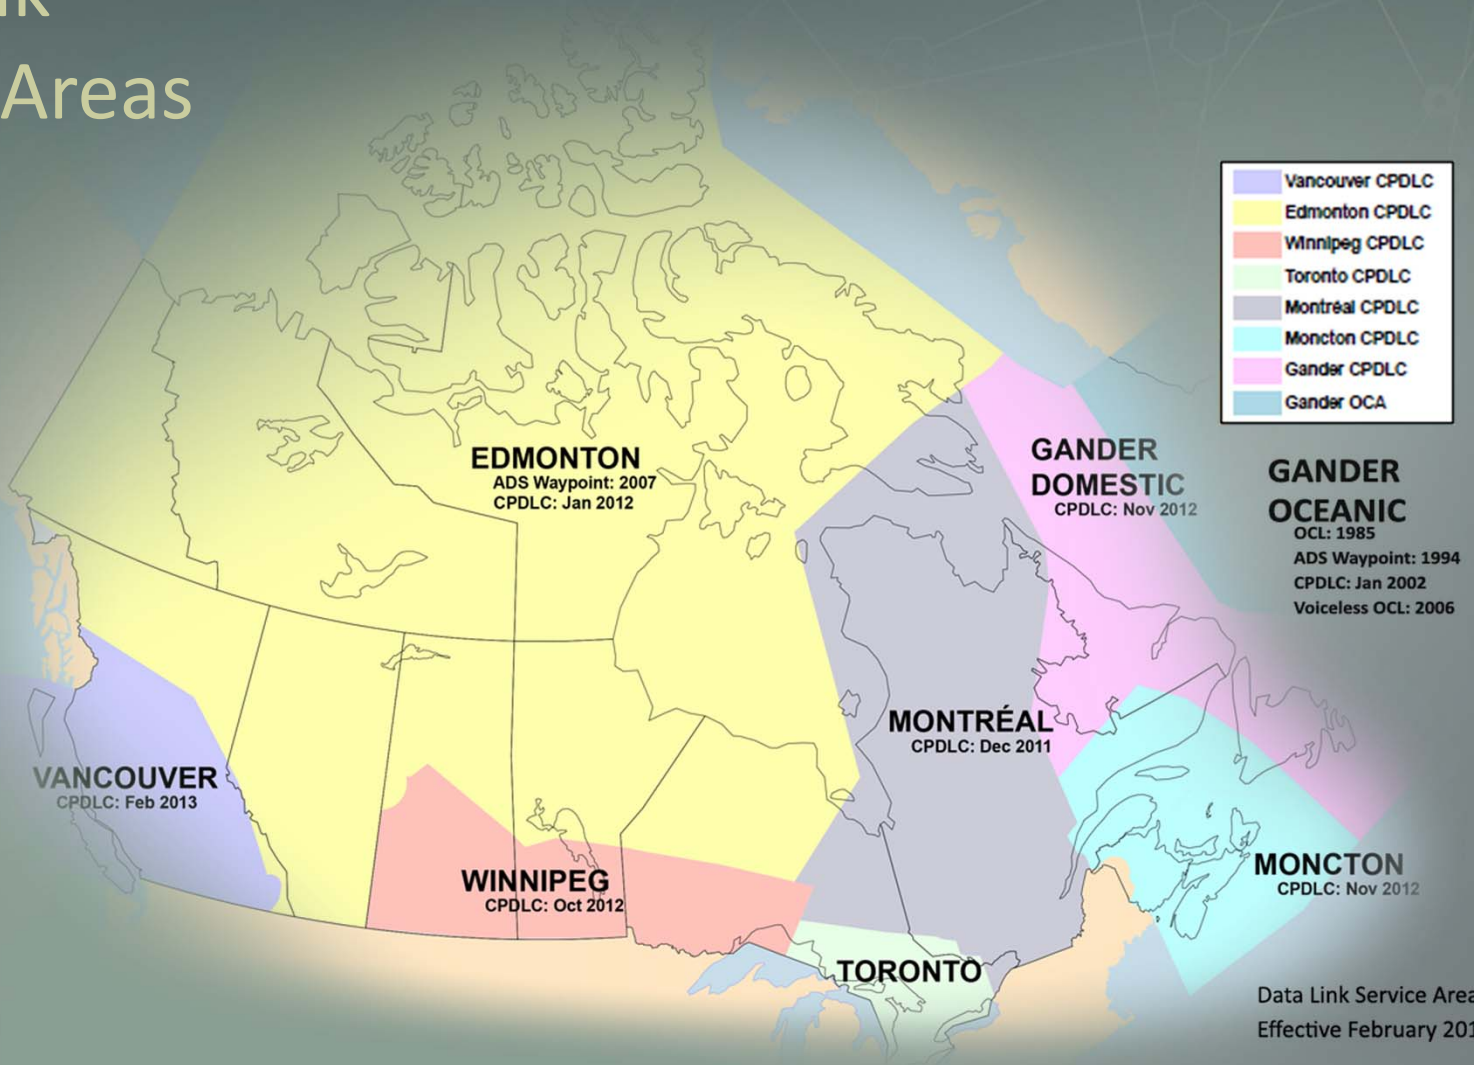 Areas
Vancouver CPDLC
Edmonton CPDLC
Winnipeg CPDLC
Toronto CPDLC
Montréal CPDLC
Moncton CPDLC
Gander CPDLC
Gander OCA
EDMONTON
ADS Waypoint: 2007
CPDLC: Jan 2012
GANDER
DOMESTIC
CPDLC: Nov 2012
GANDER
OCEANIC
OCL: 1985
ADS Waypoint: 1994
CPDLC: Jan 2002
Voiceless OCL: 2006
MONTRÉAL
CPDLC: Dec 2011
VANCOUVER
CPDLC: Feb 2013
WINNIPEG
CPDLC: Oct 2012
MONCTON
CPDLC: Nov 2012
TORONTO
Data Link Service Area
Effective February 201